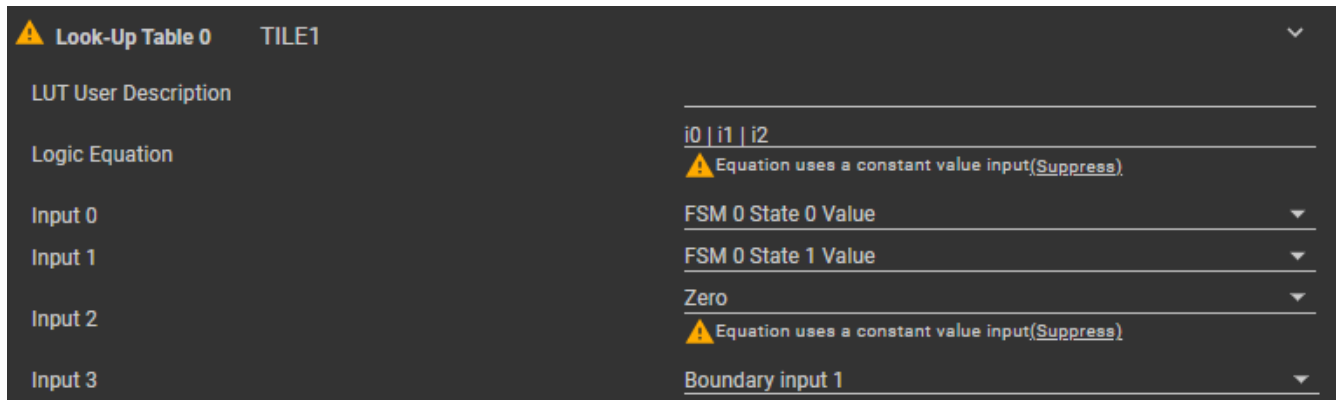 Look-Up Table 0 TILE1
LUT User Description
Logic Equation
i0 | i1 | i2
Equation uses a constant value input(Suppress)
Input 0 FSM 0 State 0 Value
Input 1 FSM 0 State 1 Value
Input 2
Zero
Equation uses a constant value input(Suppress)
Input 3 Boundary input 1